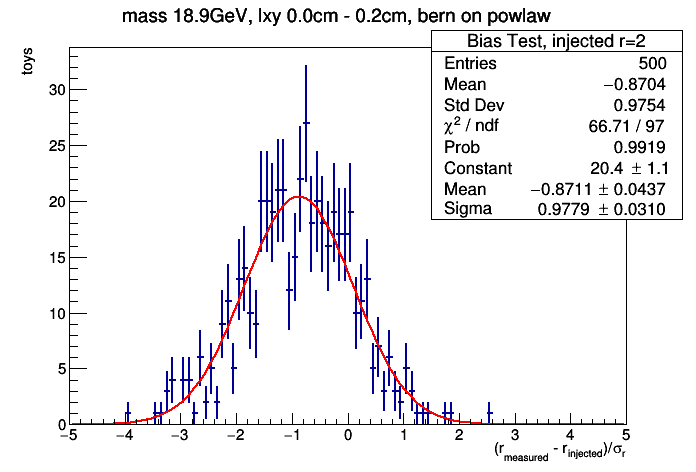 mass 18.9GeV, lxy 0.0cm - 0.2cm, bern on powlaw
Bias Test, injected r=2
Entries 500
Mean −0.8704
Std Dev 0.9754
χ² / ndf 66.71 / 97
Prob 0.9919
Constant 20.4 ± 1.1
Mean −0.8711 ± 0.0437
Sigma 0.9779 ± 0.0310
toys
30
25
20
15
10
5
0
−5 −4 −3 −2 −1 0 1 2 3 4 5
(r_measured - r_injected)/σ_r